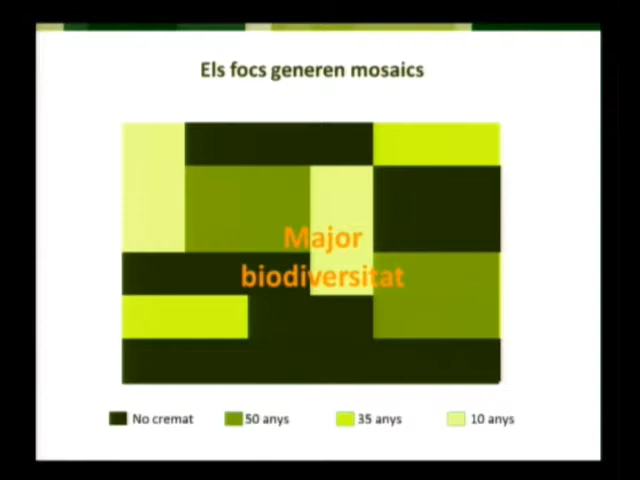 Els focs generen mosaics
Major
biodiversitat
No cremat 50 anys 35 anys 10 anys